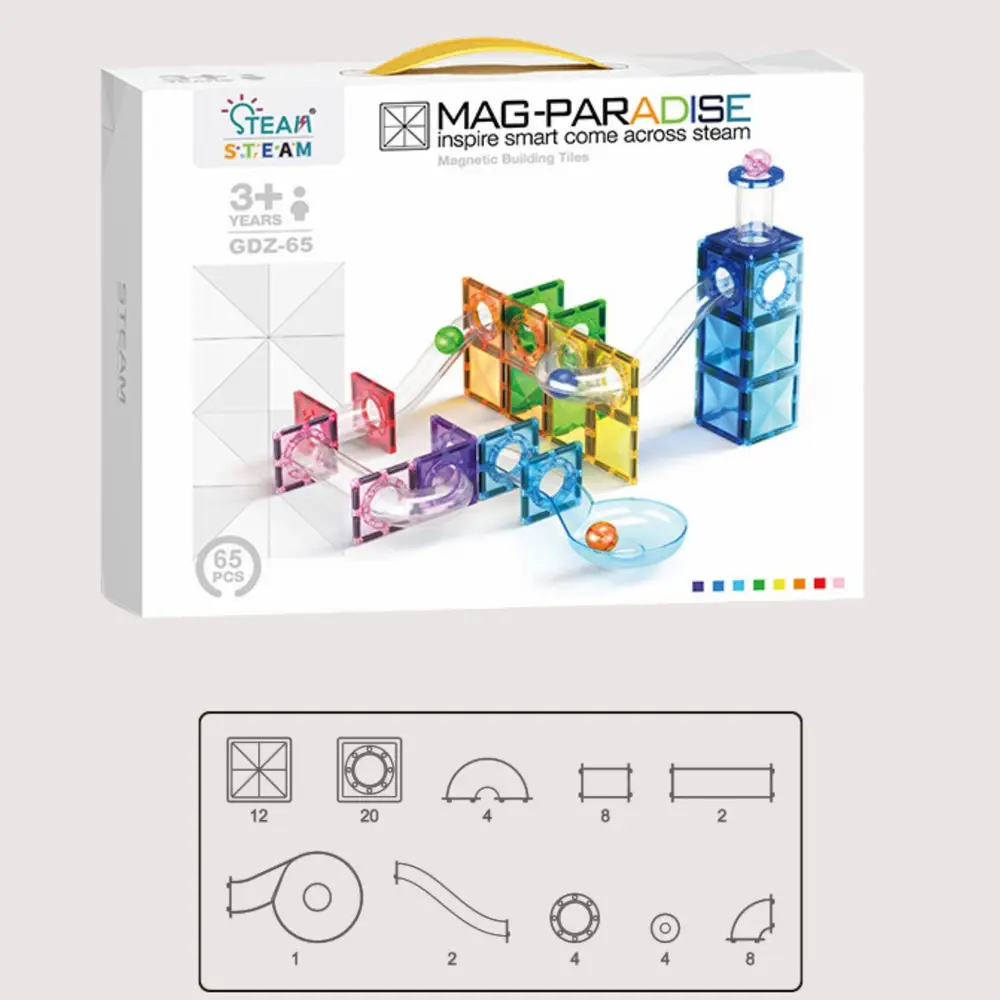 STEAM®
S.T.E.A.M
MAG-PARADISE
inspire smart come across steam
Magnetic Building Tiles
3+
YEARS
GDZ-65
STEAM
65
PCS
12 20 4 8 2
1 2 4 4 8